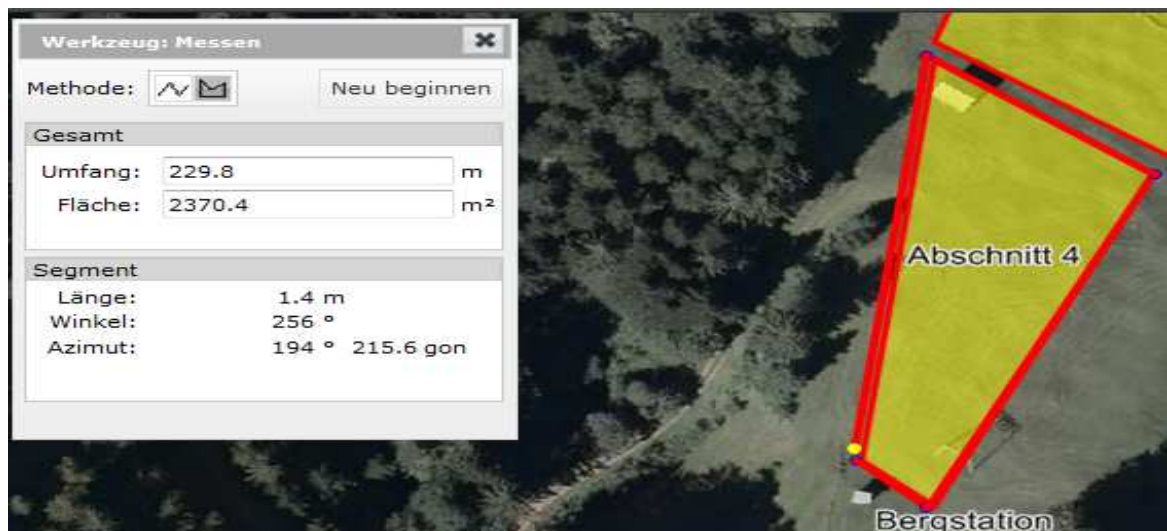 Werkzeug: Messen
Methode: Neu beginnen
Gesamt
Umfang: 229.8 m
Fläche: 2370.4 m²
Segment
Länge: 1.4 m
Winkel: 256 °
Azimut: 194 ° 215.6 gon
Abschnitt 4
Bergstation